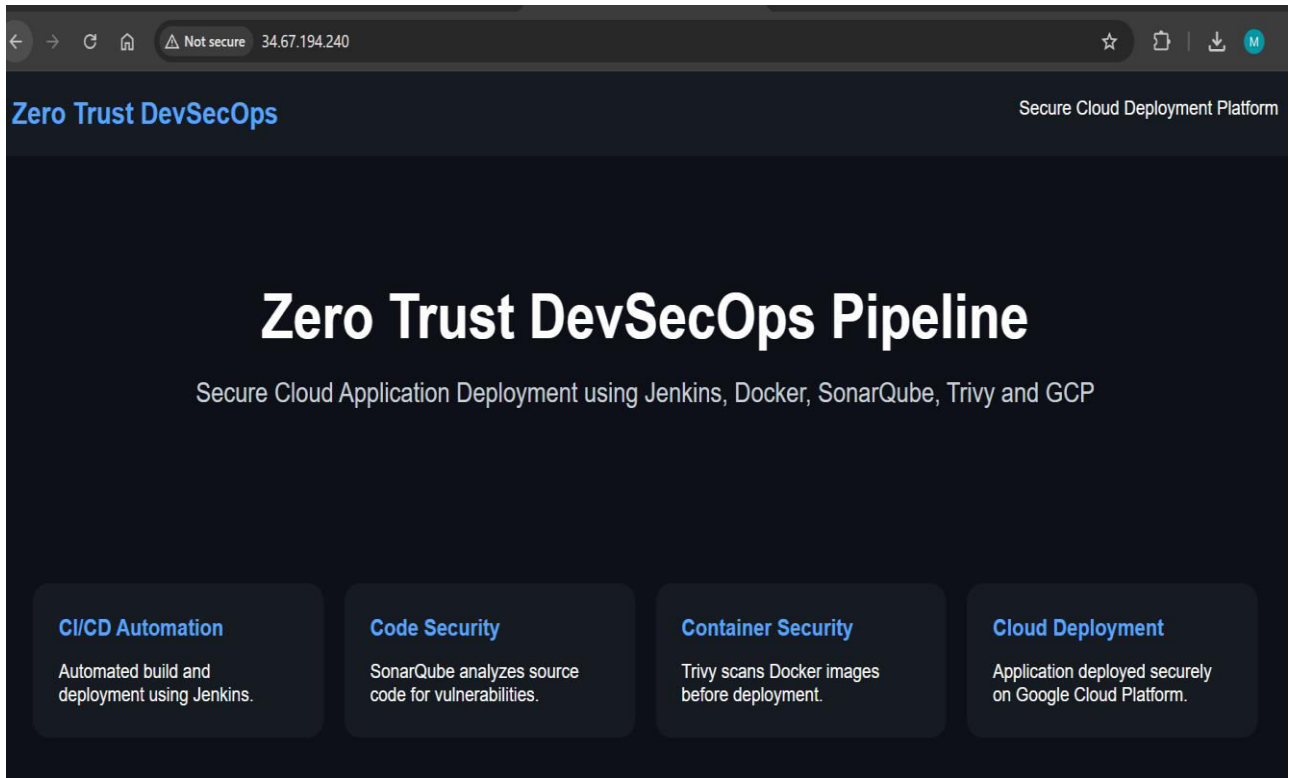 Not secure 34.67.194.240
M
Zero Trust DevSecOps
Secure Cloud Deployment Platform
Zero Trust DevSecOps Pipeline
Secure Cloud Application Deployment using Jenkins, Docker, SonarQube, Trivy and GCP
CI/CD Automation
Automated build and
deployment using Jenkins.
Code Security
SonarQube analyzes source
code for vulnerabilities.
Container Security
Trivy scans Docker images
before deployment.
Cloud Deployment
Application deployed securely
on Google Cloud Platform.